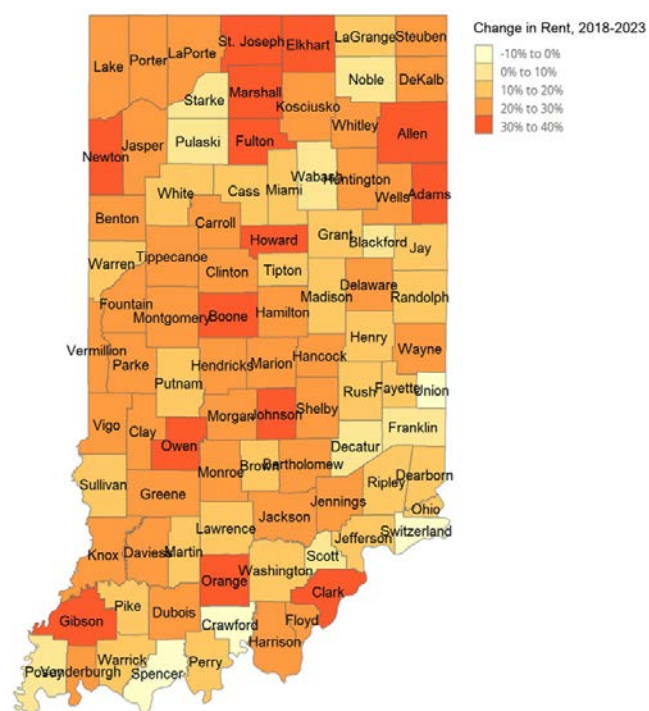 Change in Rent, 2018-2023
-10% to 0%
0% to 10%
10% to 20%
20% to 30%
30% to 40%
St. Joseph
Elkhart
LaGrange
Steuben
LaPorte
Porter
Lake
Noble
DeKalb
Marshall
Starke
Kosciusko
Whitley
Allen
Fulton
Pulaski
Jasper
Newton
Wabash
Huntington
Wells
Adams
Miami
Cass
White
Benton
Carroll
Howard
Grant
Blackford
Jay
Warren
Tippecanoe
Clinton
Tipton
Madison
Delaware
Randolph
Fountain
Montgomery
Boone
Hamilton
Henry
Wayne
Vermillion
Parke
Putnam
Hendricks
Marion
Hancock
Rush
Fayette
Union
Vigo
Clay
Owen
Morgan
Johnson
Shelby
Decatur
Franklin
Sullivan
Greene
Monroe
Brown
Bartholomew
Jennings
Ripley
Dearborn
Ohio
Switzerland
Knox
Daviess
Martin
Lawrence
Jackson
Jefferson
Scott
Washington
Orange
Clark
Gibson
Pike
Dubois
Crawford
Floyd
Harrison
Posey
Vanderburgh
Warrick
Spencer
Perry